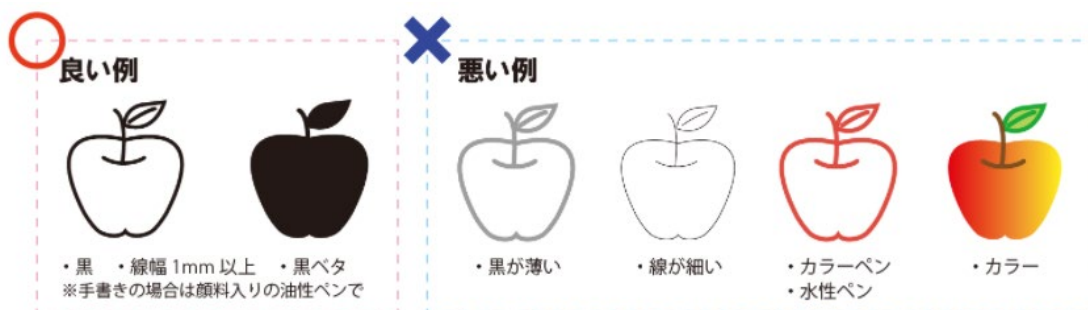 良い例
・黒 ・線幅 1mm 以上 ・黒ベタ
※手書きの場合は顔料入りの油性ペンで
悪い例
・黒が薄い
・線が細い
・カラーペン
・水性ペン
・カラー